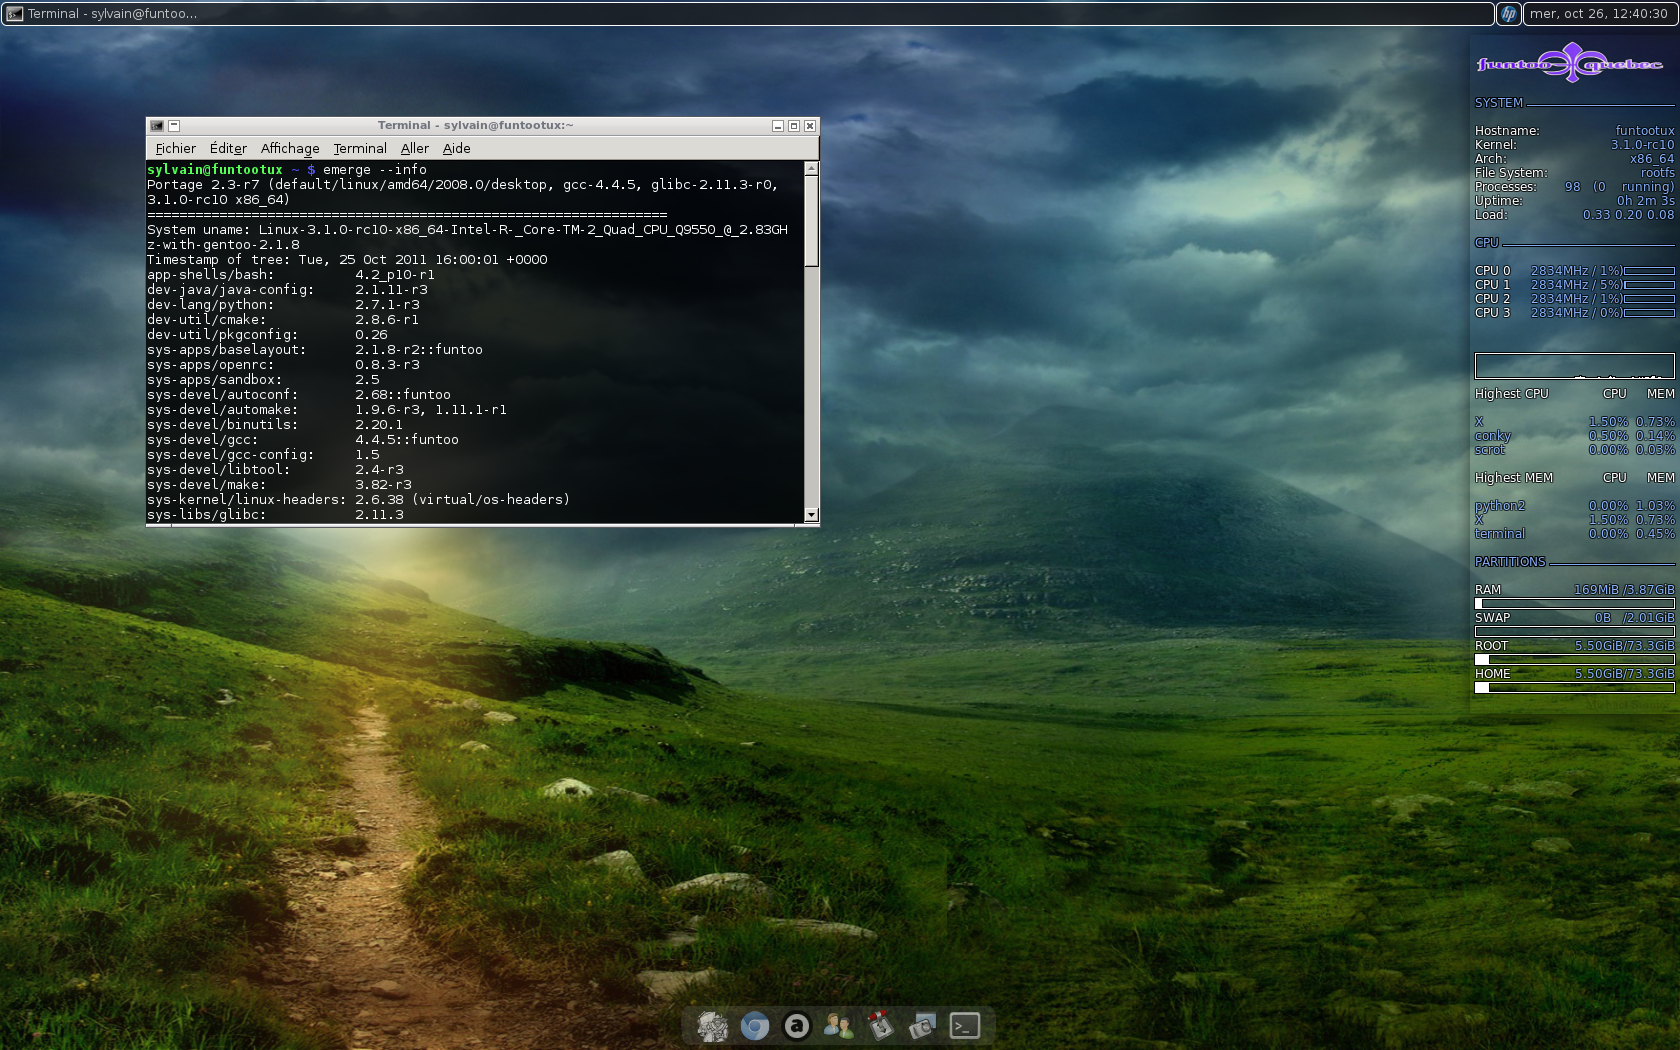 Terminal - sylvain@funtoo...
hp
mer, oct 26, 12:40:30
Terminal - sylvain@funtootux:~
Fichier Éditer Affichage Terminal Aller Aide
sylvain@funtootux ~ $ emerge --info
Portage 2.3-r7 (default/linux/amd64/2008.0/desktop, gcc-4.4.5, glibc-2.11.3-r0,
3.1.0-rc10 x86_64)
=================================================================
System uname: Linux-3.1.0-rc10-x86_64-Intel-R-_Core-TM-2_Quad_CPU_Q9550_@_2.83GH
z-with-gentoo-2.1.8
Timestamp of tree: Tue, 25 Oct 2011 16:00:01 +0000
app-shells/bash: 4.2_p10-r1
dev-java/java-config: 2.1.11-r3
dev-lang/python: 2.7.1-r3
dev-util/cmake: 2.8.6-r1
dev-util/pkgconfig: 0.26
sys-apps/baselayout: 2.1.8-r2::funtoo
sys-apps/openrc: 0.8.3-r3
sys-apps/sandbox: 2.5
sys-devel/autoconf: 2.68::funtoo
sys-devel/automake: 1.9.6-r3, 1.11.1-r1
sys-devel/binutils: 2.20.1
sys-devel/gcc: 4.4.5::funtoo
sys-devel/gcc-config: 1.5
sys-devel/libtool: 2.4-r3
sys-devel/make: 3.82-r3
sys-kernel/linux-headers: 2.6.38 (virtual/os-headers)
sys-libs/glibc: 2.11.3
funtoo quebec
SYSTEM
Hostname: funtootux
Kernel: 3.1.0-rc10
Arch: x86_64
File System: rootfs
Processes: 98 (0 running)
Uptime: 0h 2m 3s
Load: 0.33 0.20 0.08
CPU
CPU 0 2834MHz / 1%)
CPU 1 2834MHz / 5%)
CPU 2 2834MHz / 1%)
CPU 3 2834MHz / 0%)
Highest CPU CPU MEM
X 1.50% 0.73%
conky 0.50% 0.14%
scrot 0.00% 0.03%
Highest MEM CPU MEM
python2 0.00% 1.03%
X 1.50% 0.73%
terminal 0.00% 0.45%
PARTITIONS
RAM 169MiB /3.87GiB
SWAP 0B /2.01GiB
ROOT 5.50GiB/73.3GiB
HOME 5.50GiB/73.3GiB
a
>_